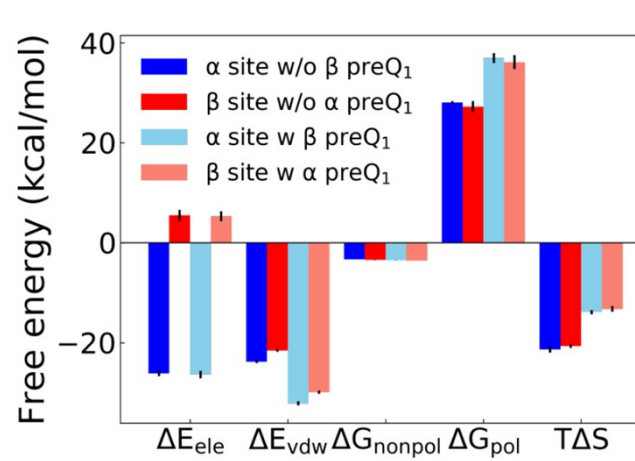 Free energy (kcal/mol)
40
20
0
−20
α site w/o β preQ₁
β site w/o α preQ₁
α site w β preQ₁
β site w α preQ₁
ΔEele ΔEvdw ΔGnonpol ΔGpol TΔS